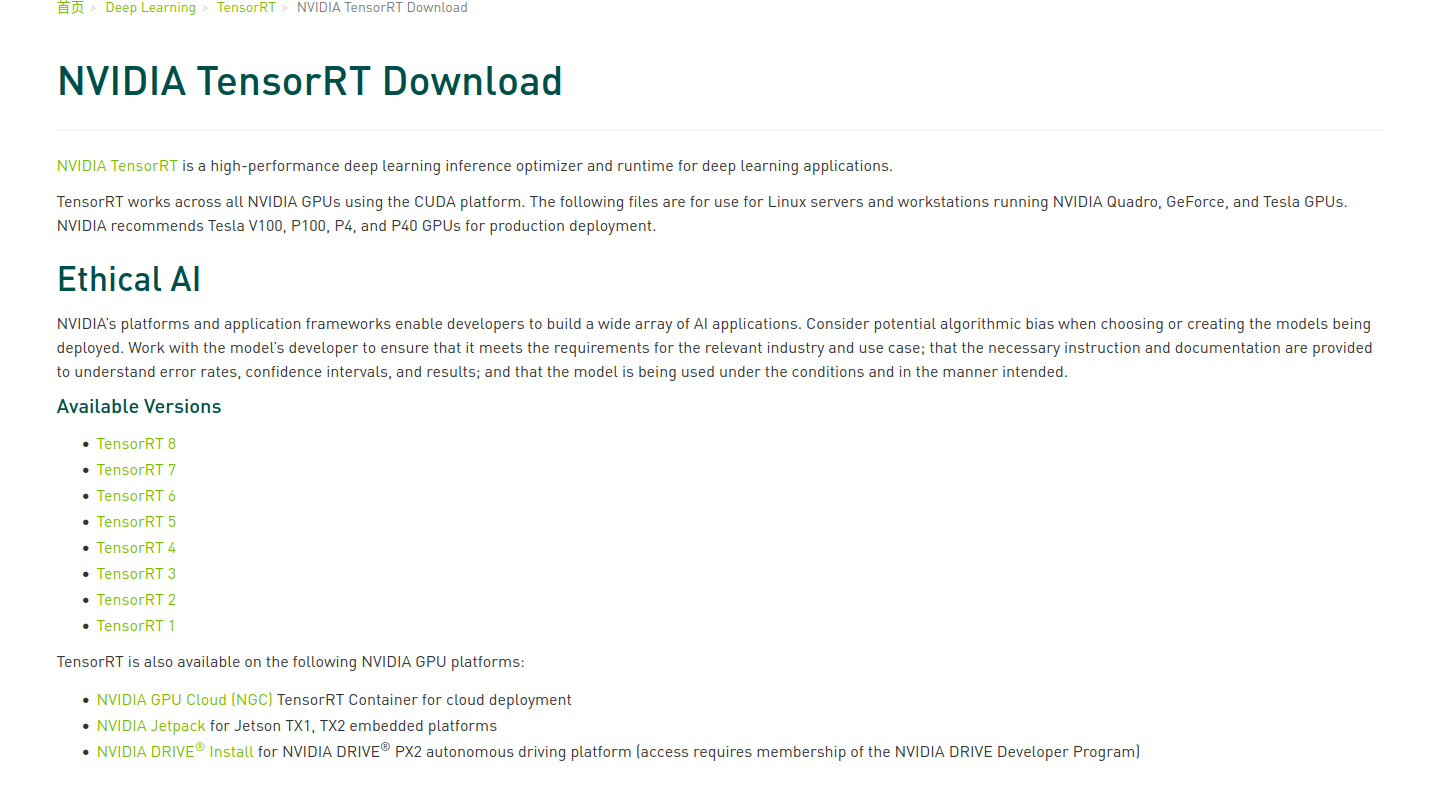 首页 > Deep Learning > TensorRT > NVIDIA TensorRT Download
NVIDIA TensorRT Download
NVIDIA TensorRT is a high-performance deep learning inference optimizer and runtime for deep learning applications.
TensorRT works across all NVIDIA GPUs using the CUDA platform. The following files are for use for Linux servers and workstations running NVIDIA Quadro, GeForce, and Tesla GPUs.
NVIDIA recommends Tesla V100, P100, P4, and P40 GPUs for production deployment.
Ethical AI
NVIDIA's platforms and application frameworks enable developers to build a wide array of AI applications. Consider potential algorithmic bias when choosing or creating the models being
deployed. Work with the model's developer to ensure that it meets the requirements for the relevant industry and use case; that the necessary instruction and documentation are provided
to understand error rates, confidence intervals, and results; and that the model is being used under the conditions and in the manner intended.
Available Versions
• TensorRT 8
• TensorRT 7
• TensorRT 6
• TensorRT 5
• TensorRT 4
• TensorRT 3
• TensorRT 2
• TensorRT 1
TensorRT is also available on the following NVIDIA GPU platforms:
• NVIDIA GPU Cloud (NGC) TensorRT Container for cloud deployment
• NVIDIA Jetpack for Jetson TX1, TX2 embedded platforms
• NVIDIA DRIVE® Install for NVIDIA DRIVE® PX2 autonomous driving platform (access requires membership of the NVIDIA DRIVE Developer Program)